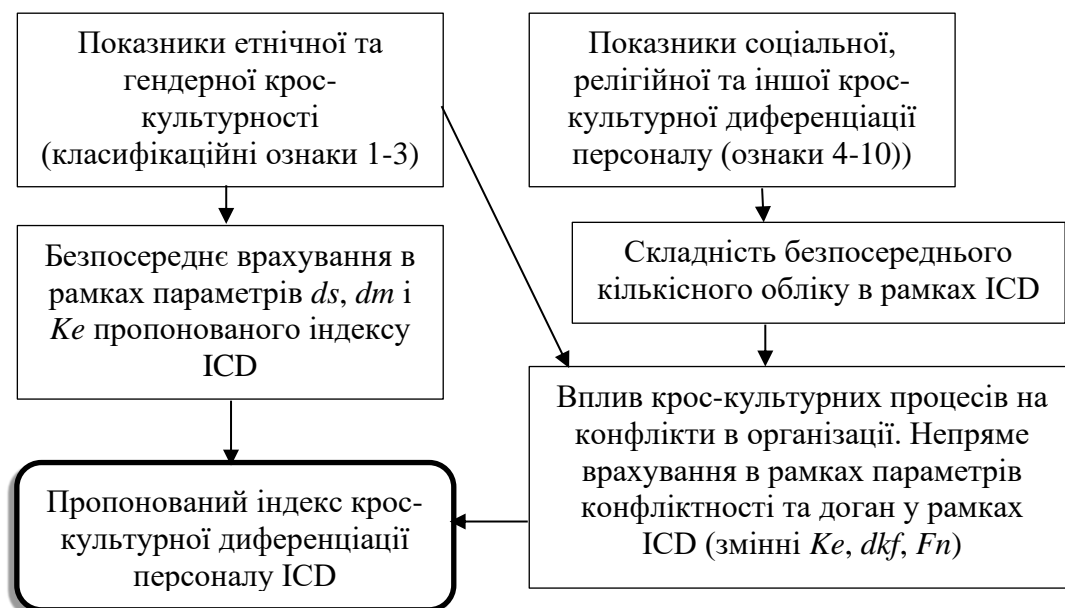 Показники етнічної та
гендерної крос-
культурності
(класифікаційні ознаки 1-3)
Показники соціальної,
релігійної та іншої крос-
культурної диференціації
персоналу (ознаки 4-10))
Безпосереднє врахування в
рамках параметрів ds, dm і
Ke пропонованого індексу
ICD
Складність безпосереднього
кількісного обліку в рамках ICD
Вплив крос-культурних процесів на
конфлікти в організації. Непряме
врахування в рамках параметрів
конфліктності та доган у рамках
ICD (змінні Ke, dkf, Fn)
Пропонований індекс крос-
культурної диференціації
персоналу ICD